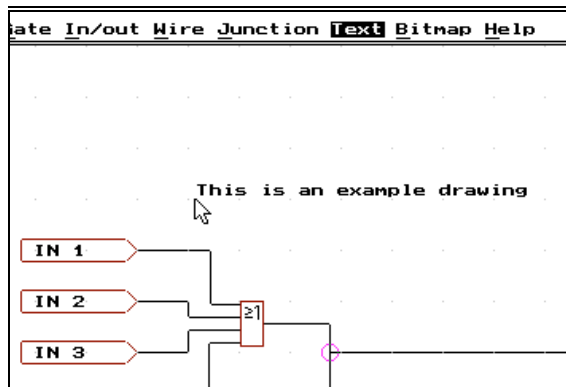 ate In/out Wire Junction Text Bitmap Help
This is an example drawing
IN 1
IN 2
≥1
IN 3